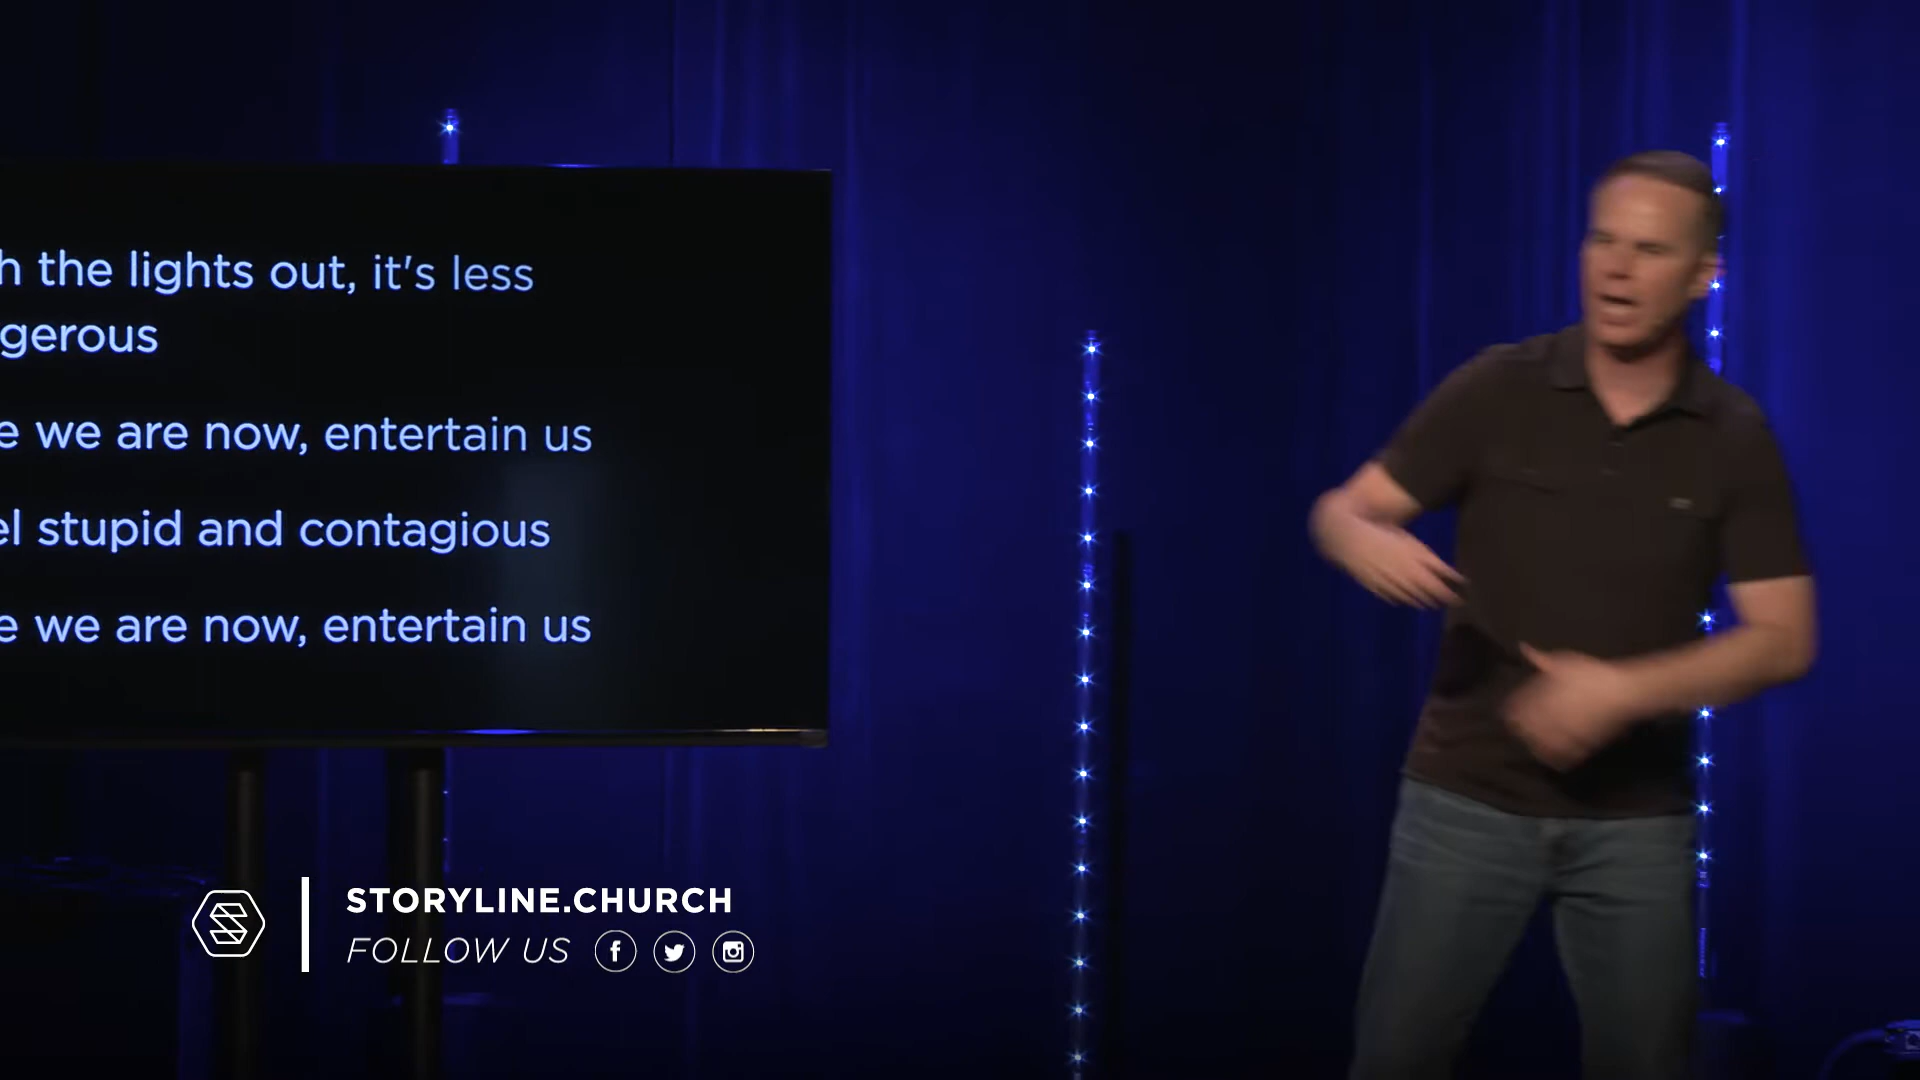 h the lights out, it's less
gerous
e we are now, entertain us
el stupid and contagious
e we are now, entertain us
STORYLINE.CHURCH
FOLLOW US